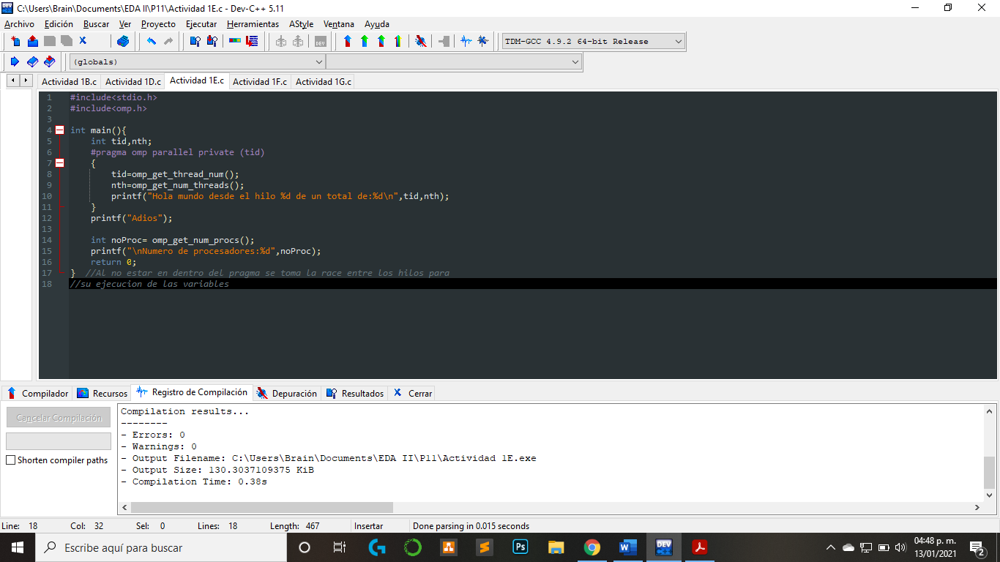 C:\Users\Brain\Documents\EDA II\P11\Actividad 1E.c - Dev-C++ 5.11
Archivo Edición Buscar Ver Proyecto Ejecutar Herramientas AStyle Ventana Ayuda
TDM-GCC 4.9.2 64-bit Release
(globals)
Actividad 1B.c Actividad 1D.c Actividad 1E.c Actividad 1F.c Actividad 1G.c
1 #include<stdio.h>
2 #include<omp.h>
3
4 int main(){
5 int tid,nth;
6 #pragma omp parallel private (tid)
7 {
8 tid=omp_get_thread_num();
9 nth=omp_get_num_threads();
10 printf("Hola mundo desde el hilo %d de un total de:%d\n",tid,nth);
11 }
12 printf("Adios");
13
14 int noProc= omp_get_num_procs();
15 printf("\nNumero de procesadores:%d",noProc);
16 return 0;
17 } //Al no estar en dentro del pragma se toma la race entre los hilos para
18 //su ejecucion de las variables
Compilador Recursos Registro de Compilación Depuración Resultados Cerrar
Cancelar Compilación
Shorten compiler paths
Compilation results...
--------
- Errors: 0
- Warnings: 0
- Output Filename: C:\Users\Brain\Documents\EDA II\P11\Actividad 1E.exe
- Output Size: 130.3037109375 KiB
- Compilation Time: 0.38s
Line: 18 Col: 32 Sel: 0 Lines: 18 Length: 467 Insertar Done parsing in 0.015 seconds
Escribe aquí para buscar
Ps
W
DEV
04:48 p. m.
13/01/2021
2